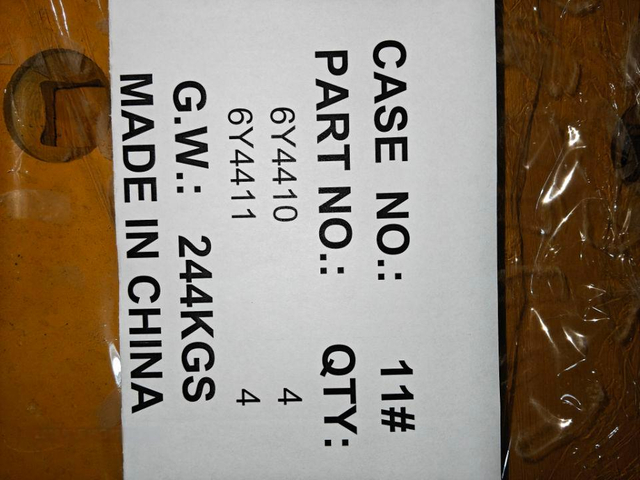 CASE NO.: 11#
PART NO.: QTY:
6Y4410 4
6Y4411 4
G.W.: 244KGS
MADE IN CHINA